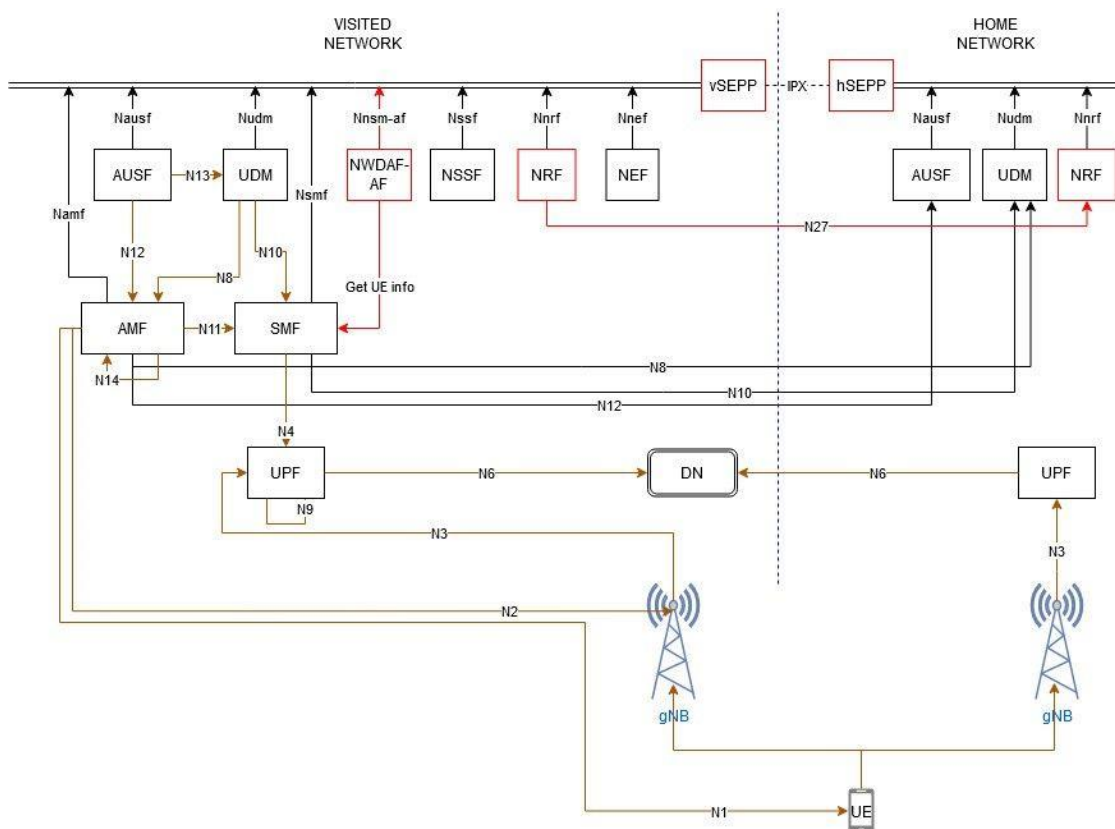 VISITED
NETWORK
HOME
NETWORK
vSEPP
IPX
hSEPP
Nausf
Nudm
Nnsm-af
Nssf
Nnrf
Nnef
Nausf
Nudm
Nnrf
AUSF
N13
UDM
NWDAF-
AF
NSSF
NRF
NEF
AUSF
UDM
NRF
Nsmf
Namf
N27
N12
N10
N8
Get UE info
AMF
N11
SMF
N14
N8
N10
N12
N4
UPF
N6
DN
N6
UPF
N9
N3
N3
N2
gNB
gNB
N1
UE